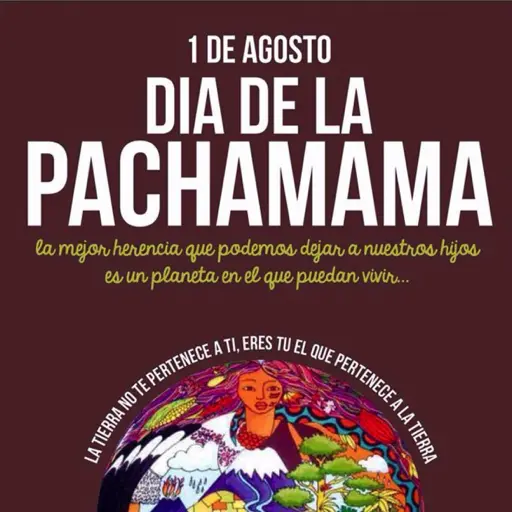 1 DE AGOSTO
DIA DE LA
PACHAMAMA
la mejor herencia que podemos dejar a nuestros hijos
es un planeta en el que puedan vivir...
LA TIERRA NO TE PERTENECE A TI, ERES TU EL QUE PERTENECE A LA TIERRA